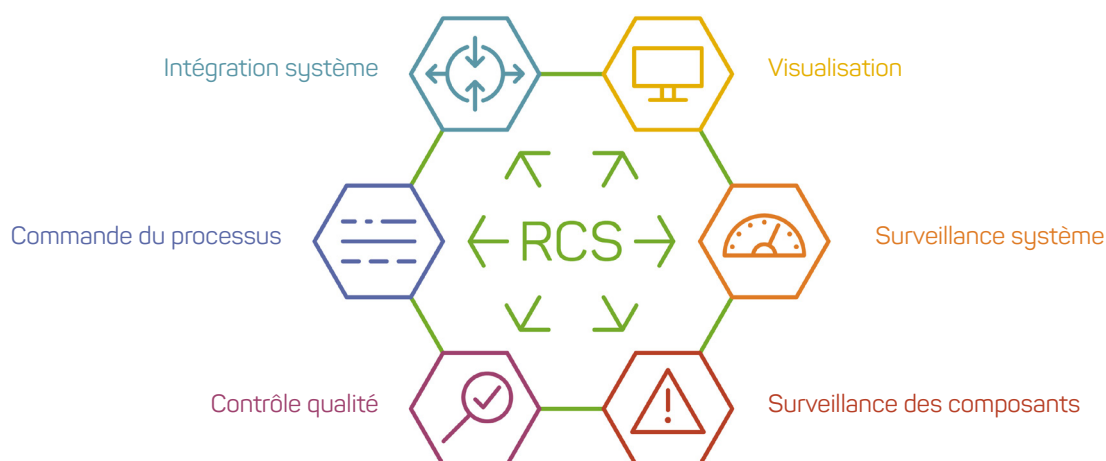 Intégration système
Visualisation
Commande du processus
RCS
Surveillance système
Contrôle qualité
Surveillance des composants